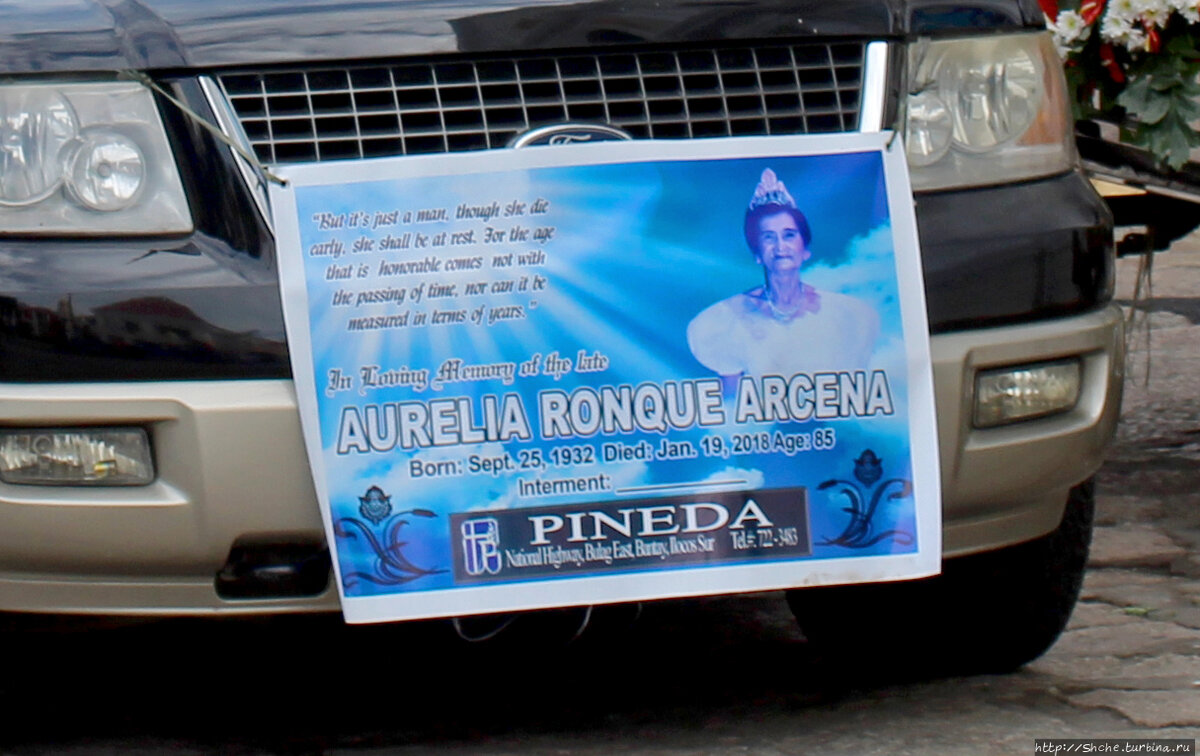 Ford
"But it's just a man, though she die
early, she shall be at rest. For the age
that is honorable comes not with
the passing of time, nor can it be
measured in terms of years."
In Loving Memory of the late
AURELIA RONQUE ARCENA
Born: Sept. 25, 1932 Died: Jan. 19, 2018 Age: 85
Interment: ____________
PINEDA
National Highway, Bulag East, Bantay, Ilocos Sur Tel.#: 722 - 3483
http://Shche.turbina.ru